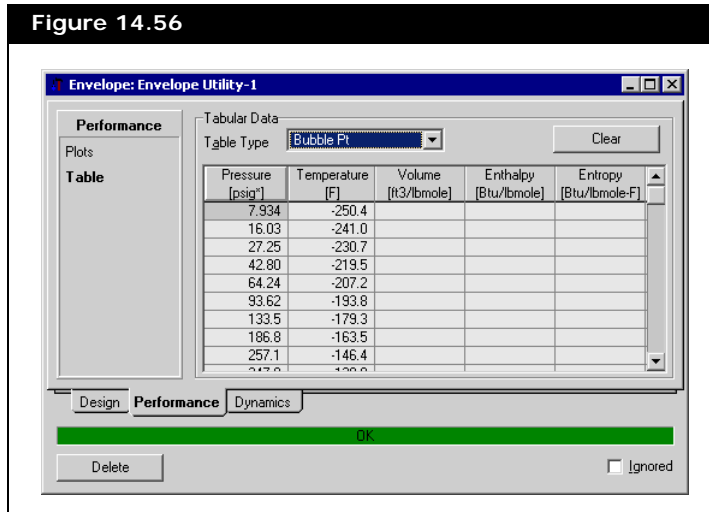 Figure 14.56
Envelope: Envelope Utility-1
Performance
Plots
Table
Tabular Data
Table Type Bubble Pt Clear
Pressure [psig*] Temperature [F] Volume [ft3/lbmole] Enthalpy [Btu/lbmole] Entropy [Btu/lbmole-F]
7.934 -250.4
16.03 -241.0
27.25 -230.7
42.80 -219.5
64.24 -207.2
93.62 -193.8
133.5 -179.3
186.8 -163.5
257.1 -146.4
Design Performance Dynamics
OK
Delete Ignored